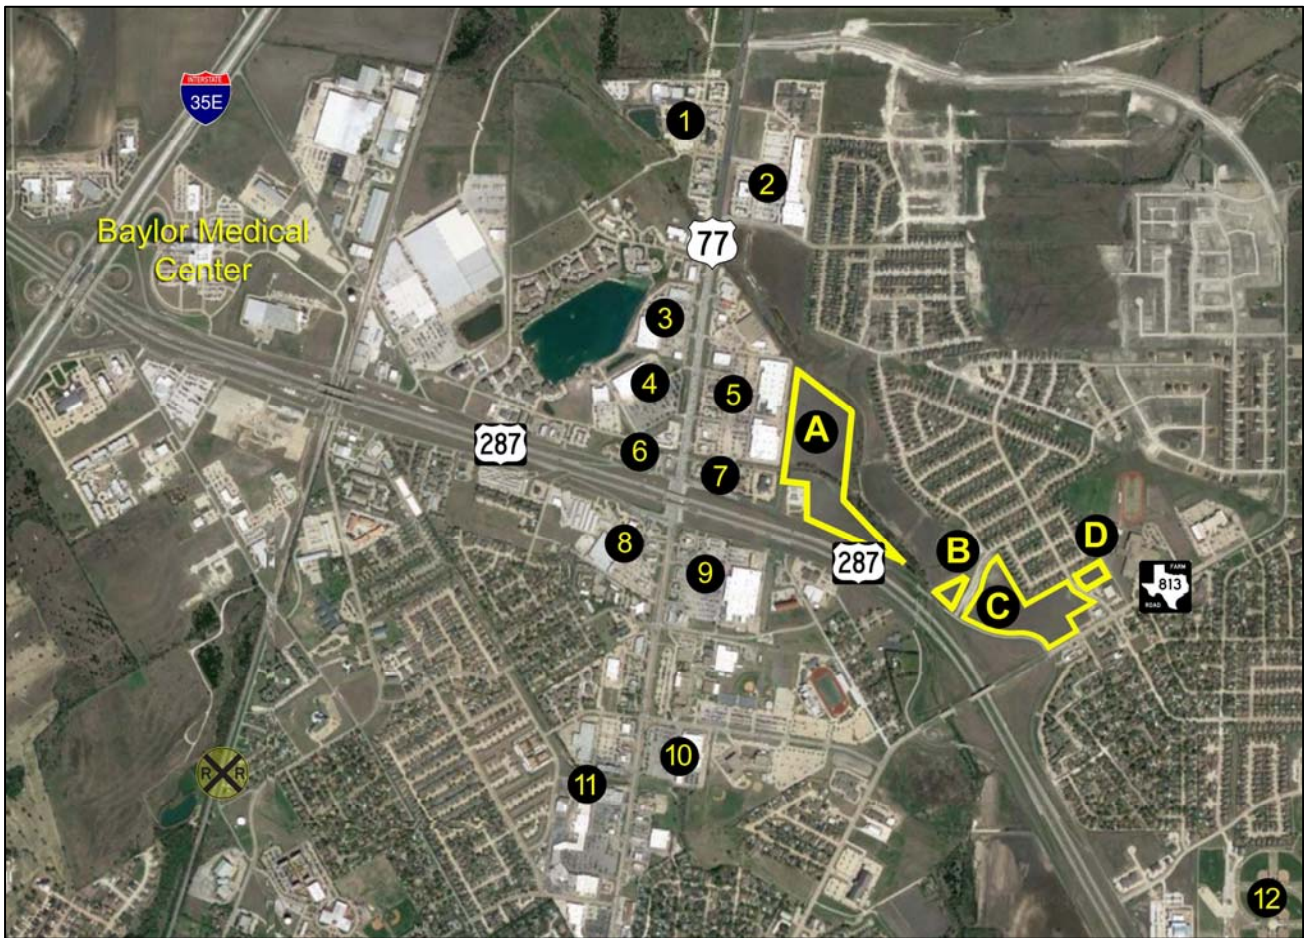 INTERSTATE
35E
1
2
Baylor Medical
Center
77
3
4
5
A
287
6
7
8
9
287
B
D
C
FARM
813
ROAD
10
11
R R
12